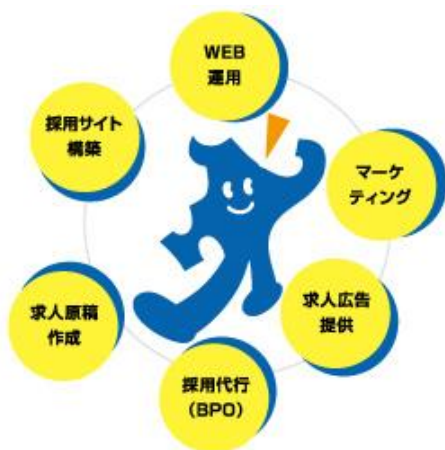 WEB
運用
マーケ
ティング
求人広告
提供
採用代行
（BPO）
求人原稿
作成
採用サイト
構築